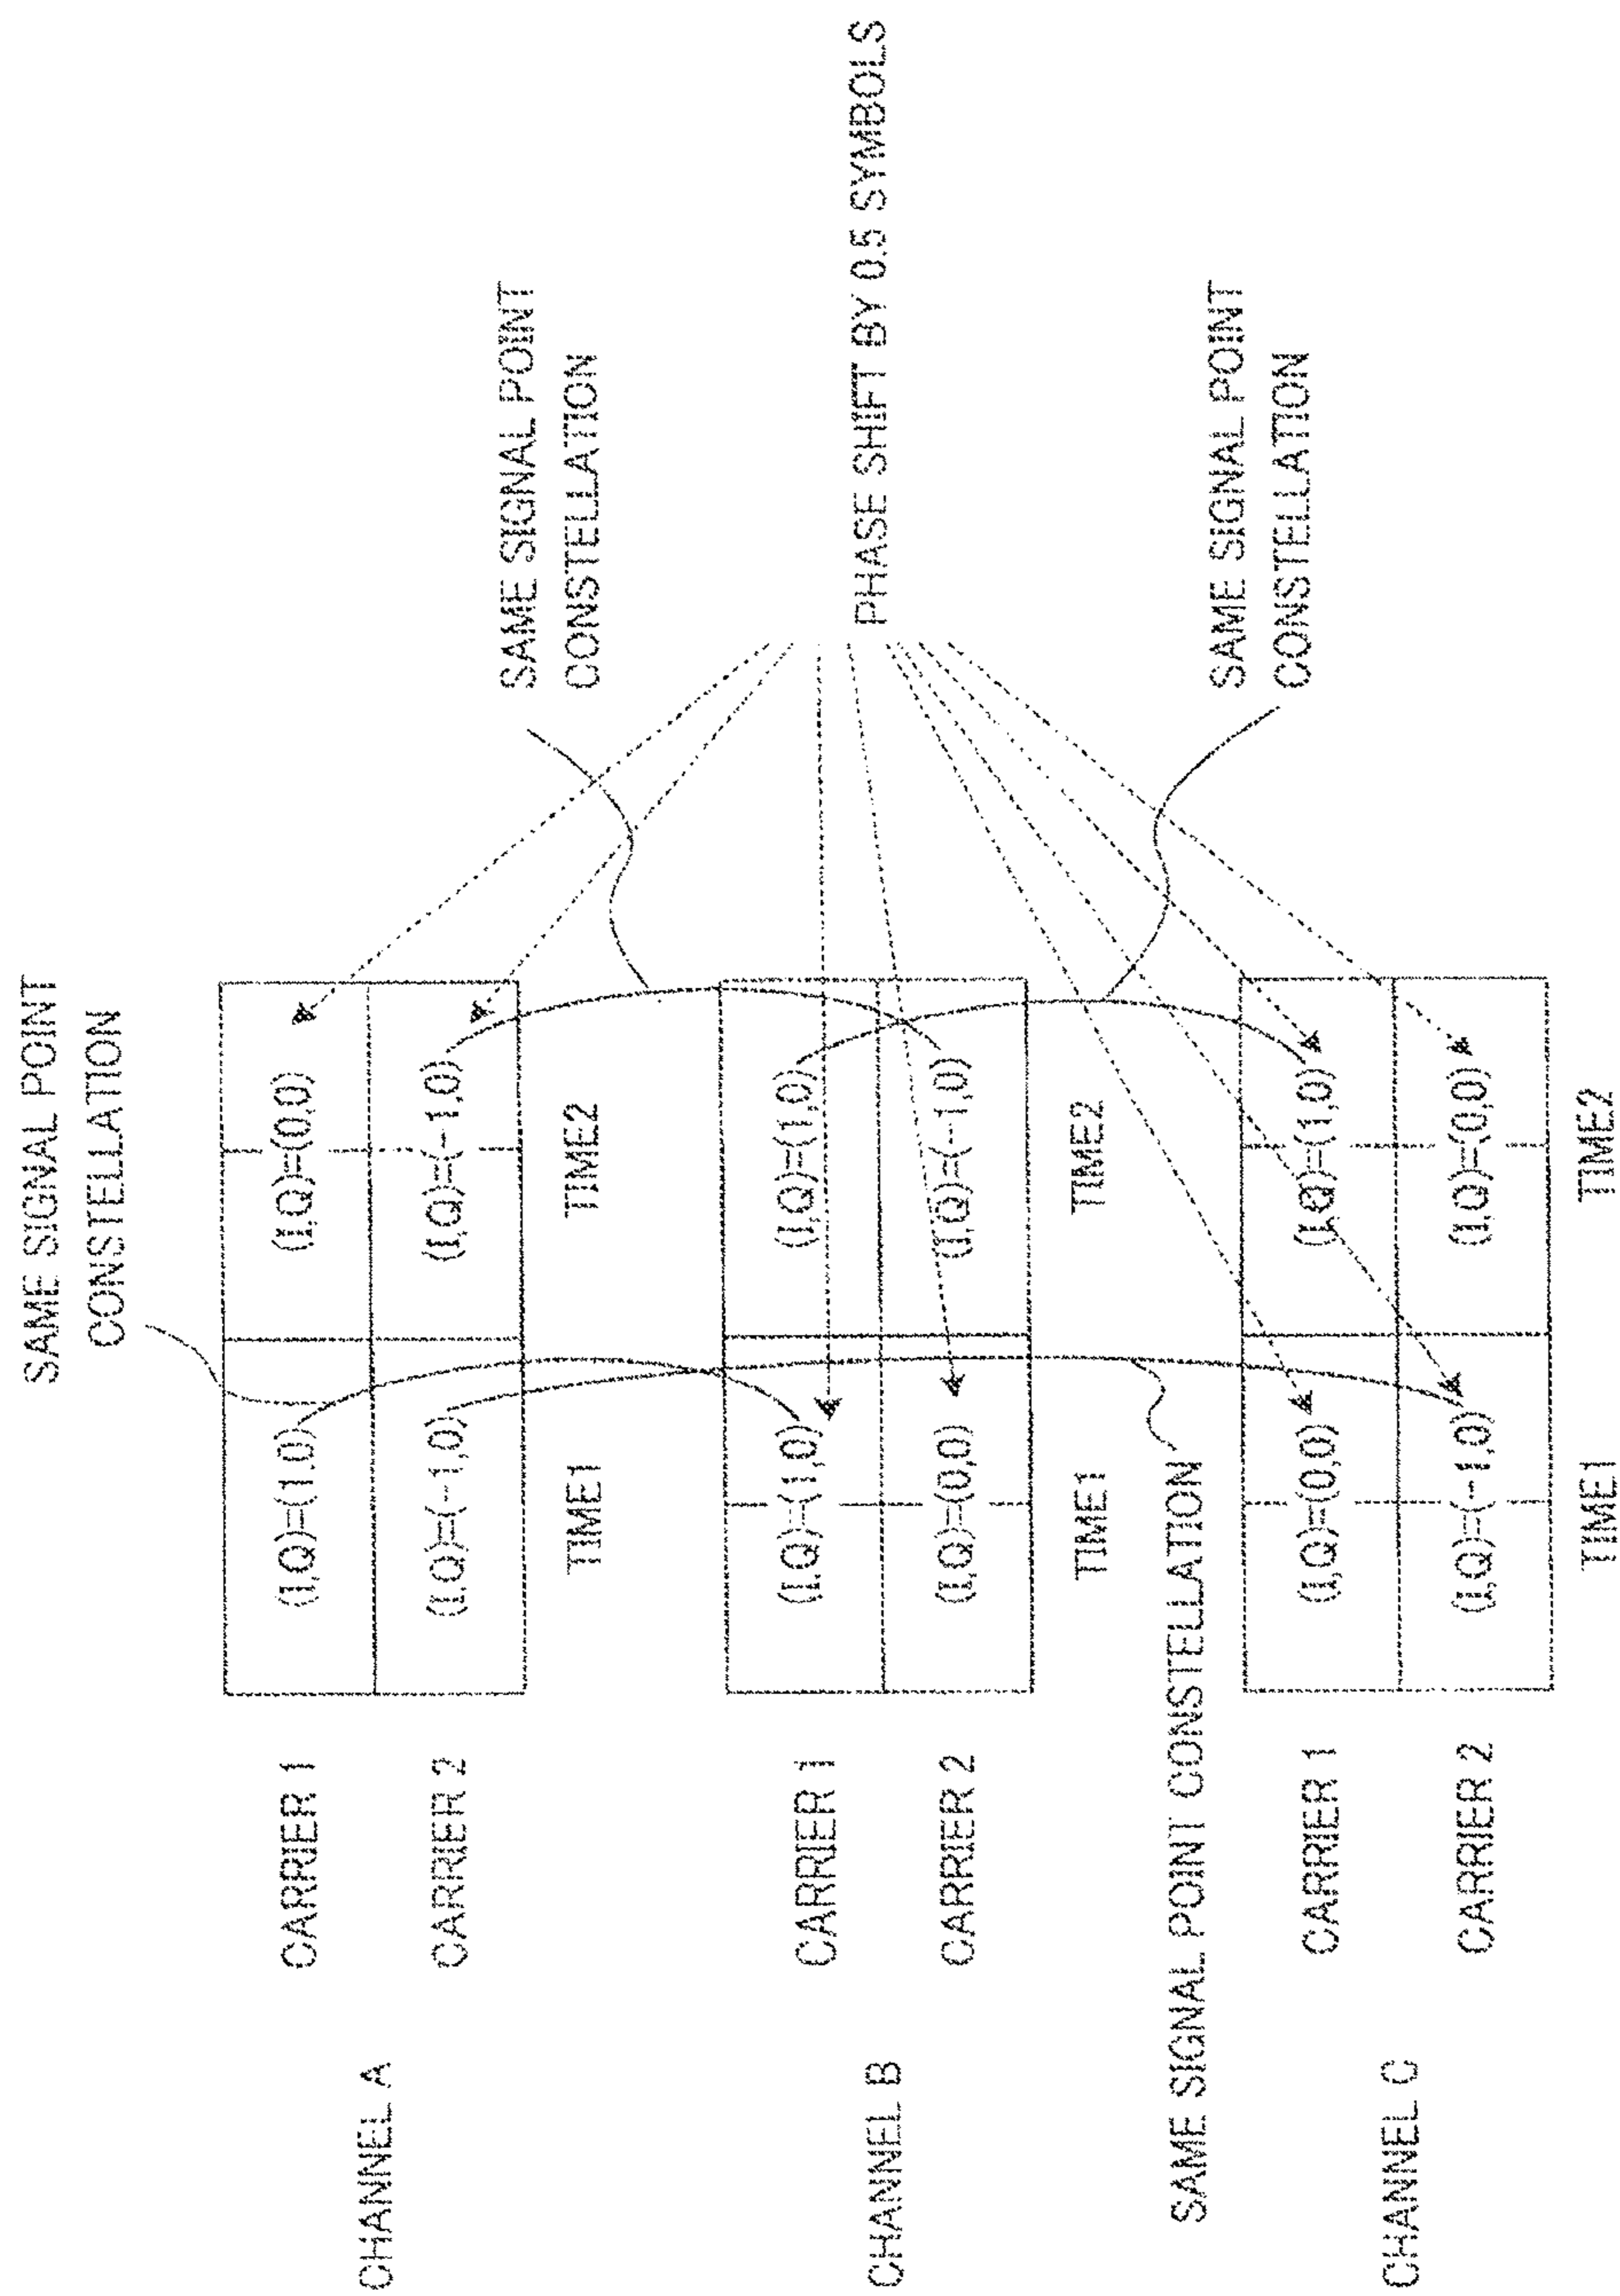 SAME SIGNAL POINT
CONSTELLATION
CHANNEL A
CARRIER 1
(I,Q)=(1,0)
(I,Q)=(0,0)
CARRIER 2
(I,Q)=(-1,0)
(I,Q)=(-1,0)
TIME1
TIME2
SAME SIGNAL POINT
CONSTELLATION
CHANNEL B
CARRIER 1
(I,Q)=(1,0)
(I,Q)=(1,0)
CARRIER 2
(I,Q)=(0,0)
(I,Q)=(-1,0)
TIME1
TIME2
PHASE SHIFT BY 0.5 SYMBOLS
SAME SIGNAL POINT CONSTELLATION
SAME SIGNAL POINT
CONSTELLATION
CHANNEL C
CARRIER 1
(I,Q)=(0,0)
(I,Q)=(1,0)
CARRIER 2
(I,Q)=(-1,0)
(I,Q)=(0,0)
TIME1
TIME2